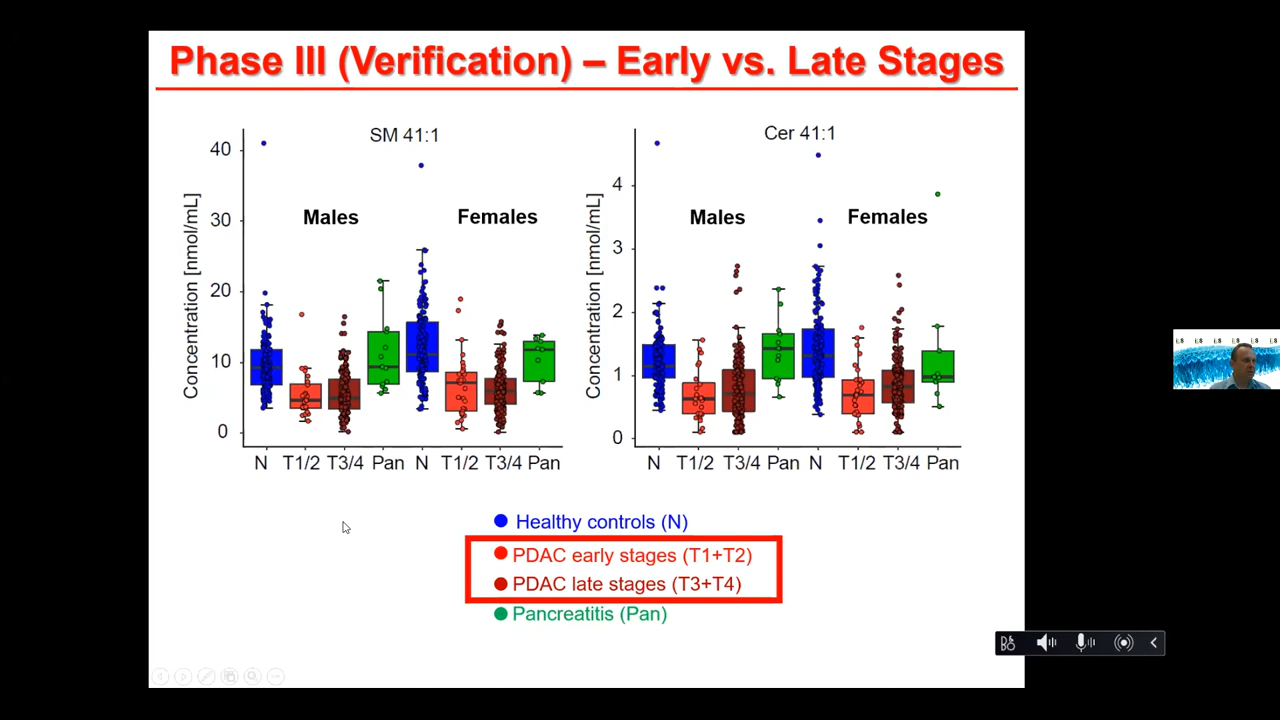 Phase III (Verification) – Early vs. Late Stages
SM 41:1
Concentration [nmol/mL]
40
30
20
10
0
Males
Females
N T1/2 T3/4 Pan N T1/2 T3/4 Pan
Cer 41:1
Concentration [nmol/mL]
4
3
2
1
0
Males
Females
N T1/2 T3/4 Pan N T1/2 T3/4 Pan
Healthy controls (N)
PDAC early stages (T1+T2)
PDAC late stages (T3+T4)
Pancreatitis (Pan)